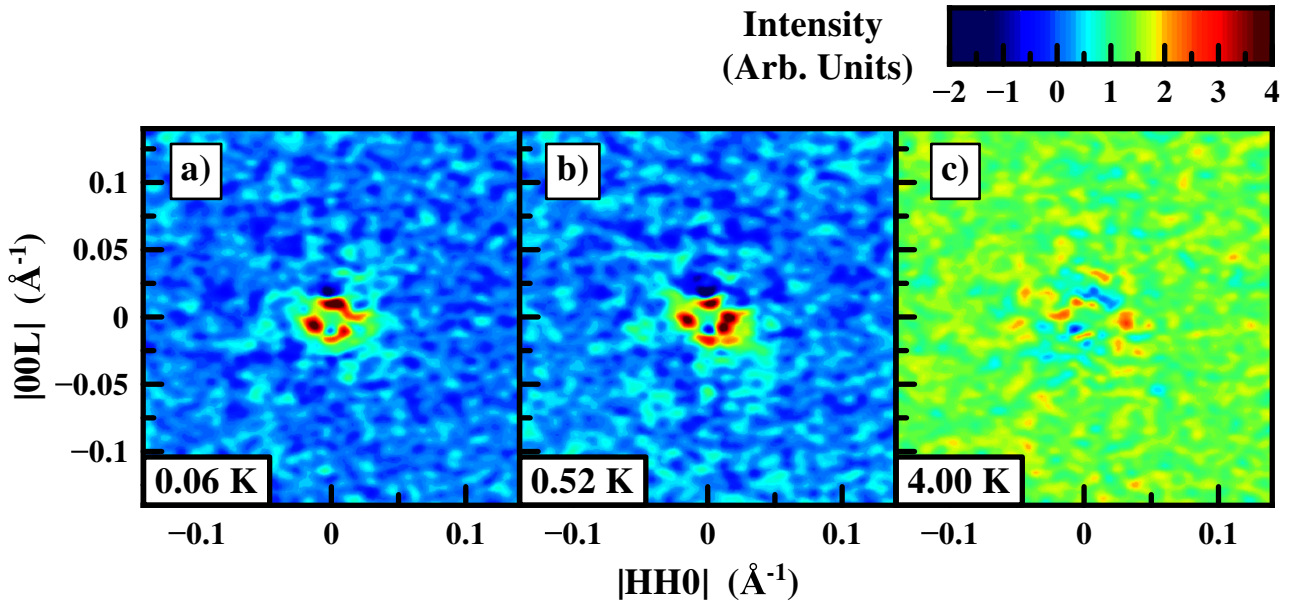 Intensity
(Arb. Units)
−2 −1 0 1 2 3 4
a) b) c)
0.1
0.05
0
−0.05
−0.1
|00L| (Å⁻¹)
0.06 K 0.52 K 4.00 K
−0.1 0 0.1 −0.1 0 0.1 −0.1 0 0.1
|HH0| (Å⁻¹)